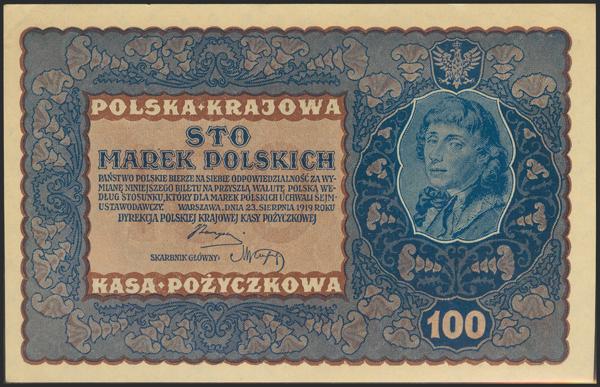 POLSKA·KRAJOWA
STO
MAREK POLSKICH
PAŃSTWO POLSKIE BIERZE NA SIEBIE ODPOWIEDZIALNOŚĆ ZA WY-
MIANĘ NINIEJSZEGO BILETU NA PRZYSZŁĄ WALUTĘ POLSKĄ WE-
DŁUG STOSUNKU, KTÓRY DLA MAREK POLSKICH UCHWALI SEJM-
USTAWODAWCZY. WARSZAWA, DNIA 23. SIERPNIA 1919 ROKU
DYREKCJA POLSKIEJ KRAJOWEJ KASY POŻYCZKOWEJ
SKARBNIK GŁÓWNY:
KASA·POŻYCZKOWA
100